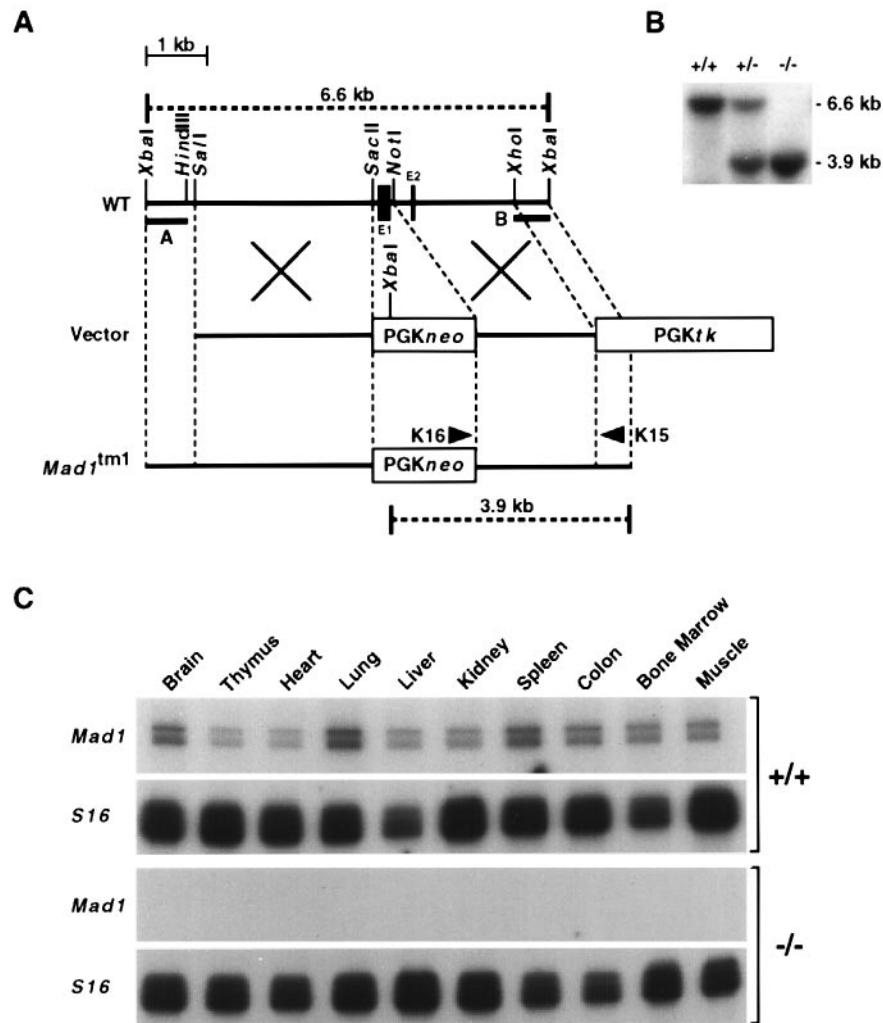 A
1 kb
6.6 kb
XbaI
HindIII
SalI
SacII
NotI
XhoI
XbaI
WT
E1
E2
A
B
XbaI
Vector
PGKneo
PGKtk
K16
K15
Mad1tm1
PGKneo
3.9 kb
B
+/+ +/- -/-
- 6.6 kb
- 3.9 kb
C
Brain Thymus Heart Lung Liver Kidney Spleen Colon Bone Marrow Muscle
Mad1
S16
+/+
Mad1
S16
-/-